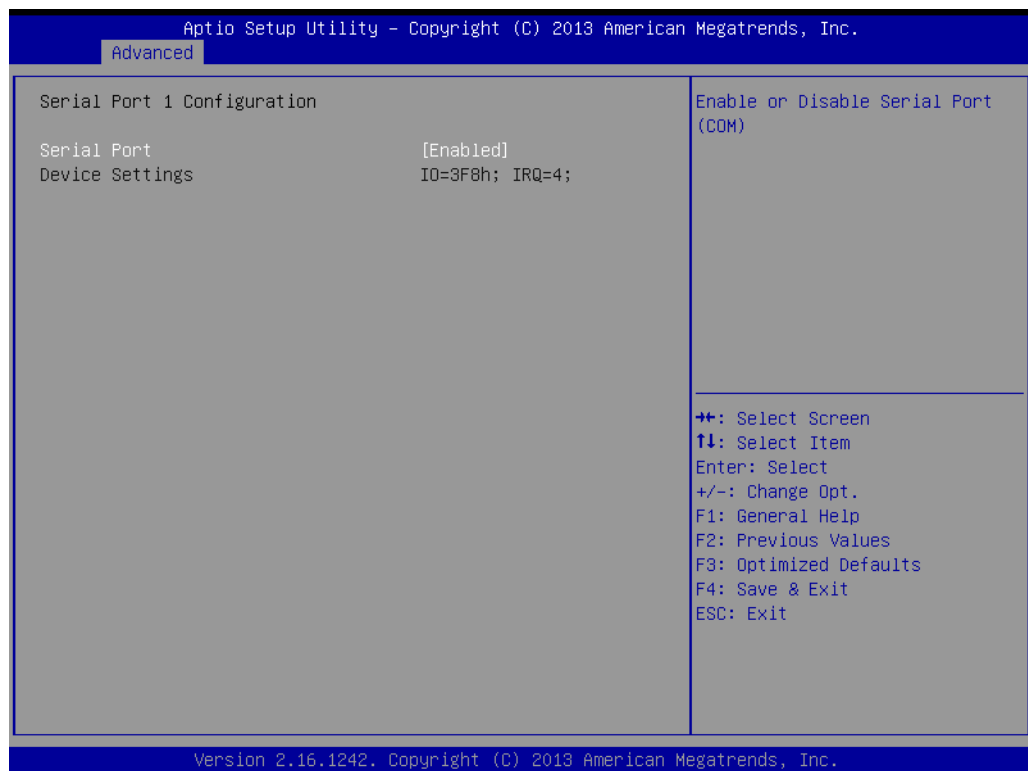 Aptio Setup Utility – Copyright (C) 2013 American Megatrends, Inc.
Advanced
Serial Port 1 Configuration
Serial Port [Enabled]
Device Settings IO=3F8h; IRQ=4;
Enable or Disable Serial Port
(COM)
→←: Select Screen
↑↓: Select Item
Enter: Select
+/-: Change Opt.
F1: General Help
F2: Previous Values
F3: Optimized Defaults
F4: Save & Exit
ESC: Exit
Version 2.16.1242. Copyright (C) 2013 American Megatrends, Inc.